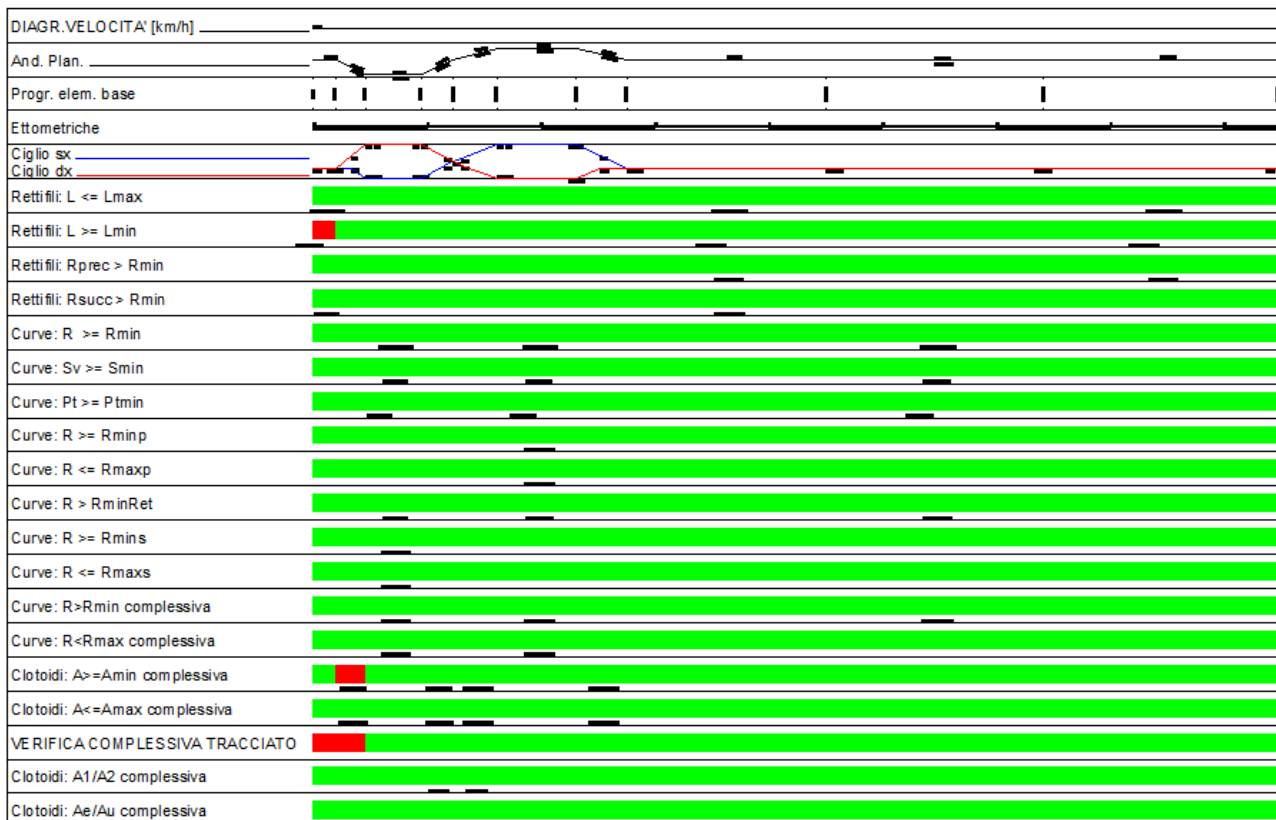 DIAGR.VELOCITA' [km/h]
And. Plan.
Progr. elem. base
Ettometriche
Ciglio sx
Ciglio dx
Rettifili: L <= Lmax
Rettifili: L >= Lmin
Rettifili: Rprec > Rmin
Rettifili: Rsucc > Rmin
Curve: R >= Rmin
Curve: Sv >= Smin
Curve: Pt >= Ptmin
Curve: R >= Rminp
Curve: R <= Rmaxp
Curve: R > RminRet
Curve: R >= Rmins
Curve: R <= Rmaxs
Curve: R>Rmin complessiva
Curve: R<Rmax complessiva
Clotoidi: A>=Amin complessiva
Clotoidi: A<=Amax complessiva
VERIFICA COMPLESSIVA TRACCIATO
Clotoidi: A1/A2 complessiva
Clotoidi: Ae/Au complessiva